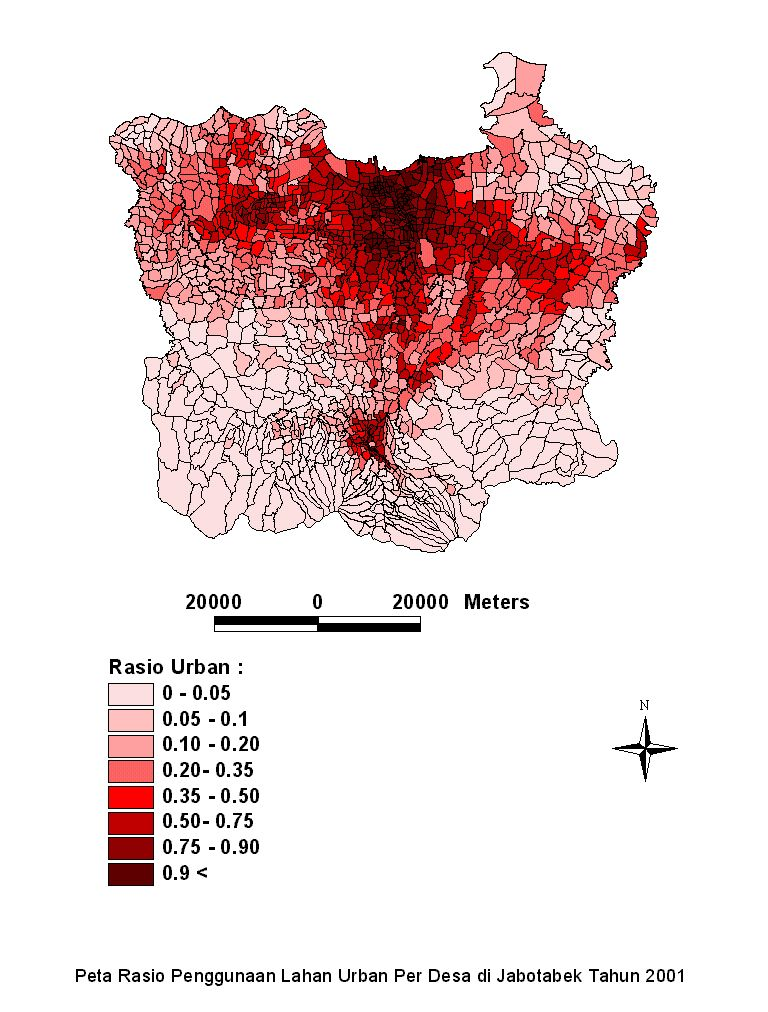 20000 0 20000 Meters
Rasio Urban :
0 - 0.05
0.05 - 0.1
0.10 - 0.20
0.20- 0.35
0.35 - 0.50
0.50- 0.75
0.75 - 0.90
0.9 <
N
Peta Rasio Penggunaan Lahan Urban Per Desa di Jabotabek Tahun 2001